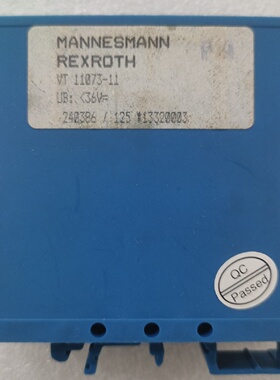 MANNESMANN
REXROTH
VT 11073-11
UB: <36V=
240386 / 125 *13320003
QC
Passed